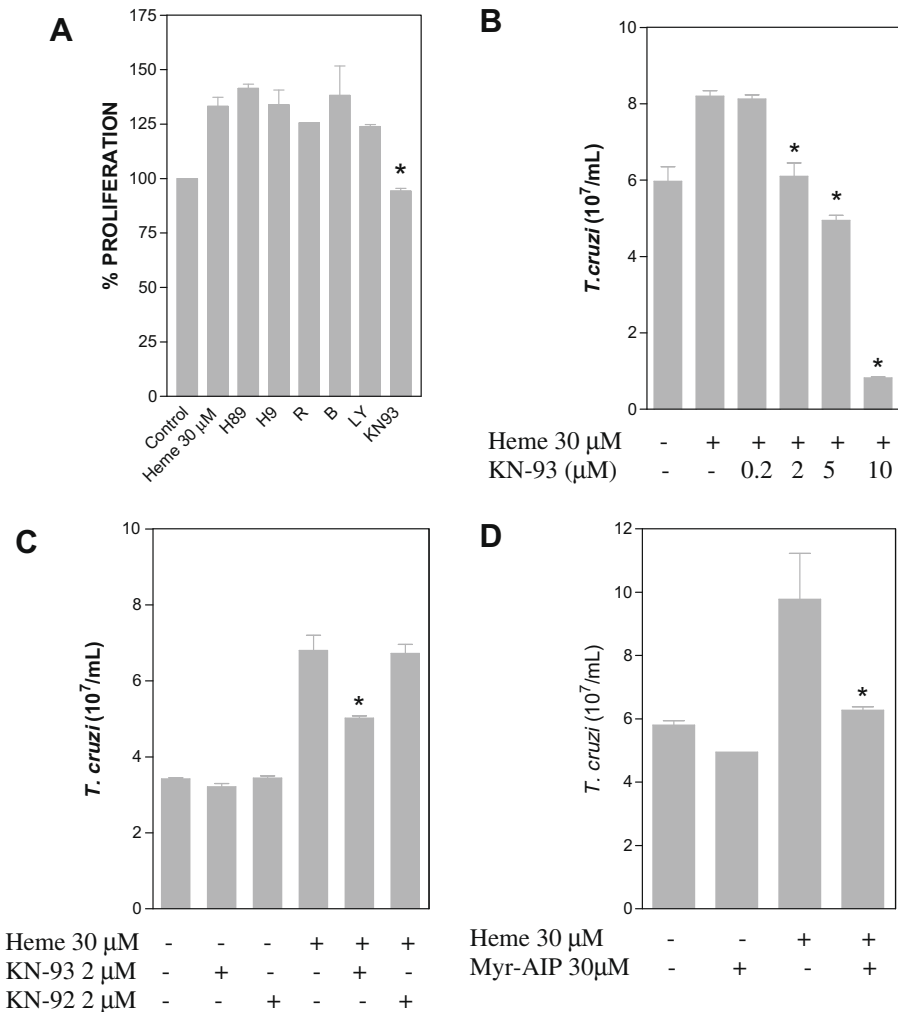 A
% PROLIFERATION
175
150
125
100
75
50
25
0
Control
Heme 30 µM
H89
H9
R
B
LY
KN93
*
B
T.cruzi (10⁷/mL)
10
8
6
4
2
0
* * *
Heme 30 µM - + + + + +
KN-93 (µM) - - 0.2 2 5 10
C
T. cruzi (10⁷/mL)
10
8
6
4
2
0
*
Heme 30 µM - - - + + +
KN-93 2 µM - + - - + -
KN-92 2 µM - - + - - +
D
T. cruzi (10⁷/mL)
12
10
8
6
4
2
0
*
Heme 30 µM - - + +
Myr-AIP 30µM - + - +